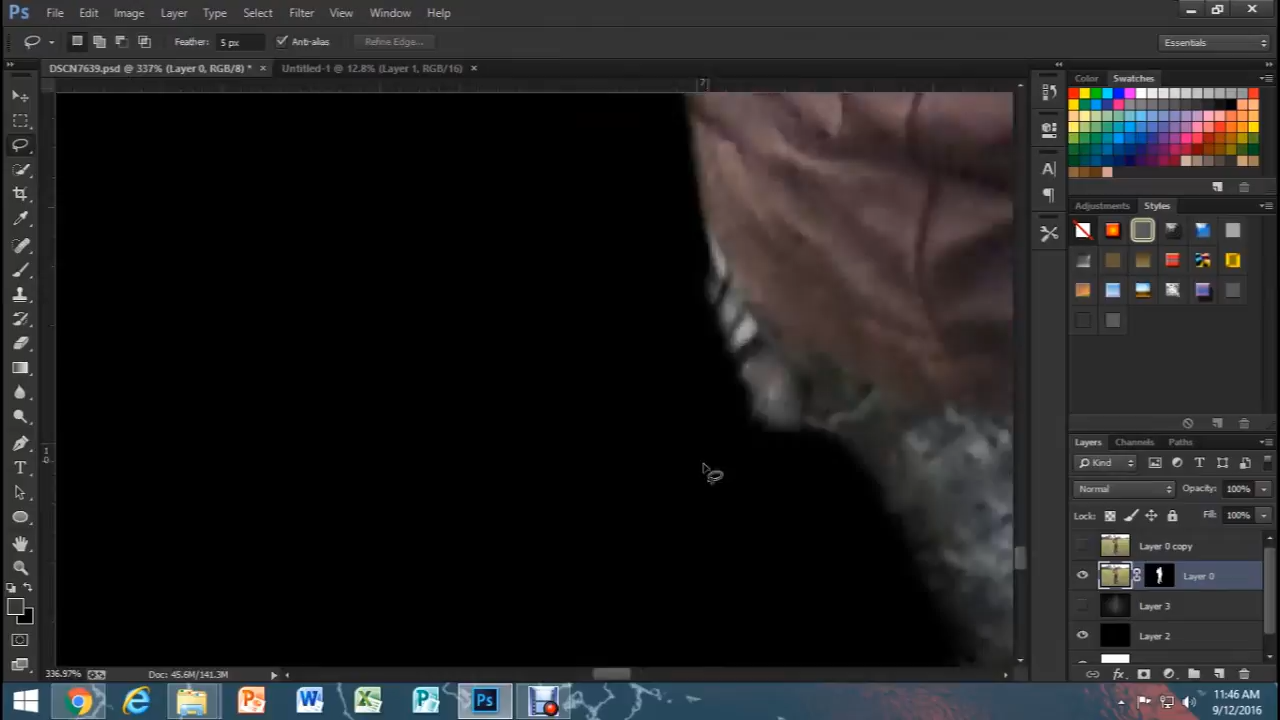 Ps File Edit Image Layer Type Select Filter View Window Help
Feather: 5 px Anti-alias Refine Edge... Essentials
DSCN7639.psd @ 337% (Layer 0, RGB/8) * × Untitled-1 @ 12.8% (Layer 1, RGB/16) ×
Color Swatches
7
Adjustments Styles
1
0
Layers Channels Paths
Kind
Normal Opacity: 100%
Lock: Fill: 100%
Layer 0 copy
Layer 0
Layer 3
Layer 2
336.97% Doc: 45.6M/141.3M
11:46 AM
9/12/2016